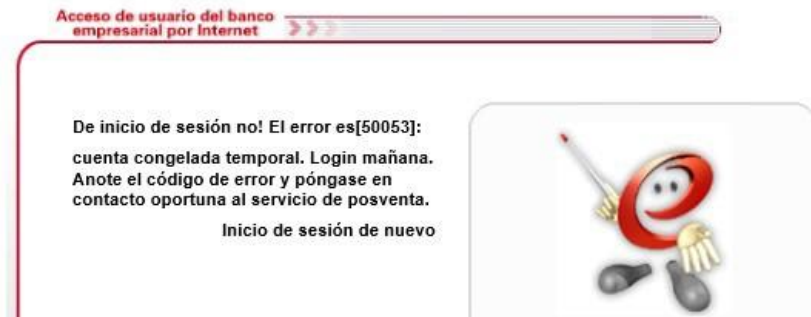 Acceso de usuario del banco
empresarial por Internet
De inicio de sesión no! El error es[50053]:
cuenta congelada temporal. Login mañana.
Anote el código de error y póngase en
contacto oportuna al servicio de posventa.
Inicio de sesión de nuevo